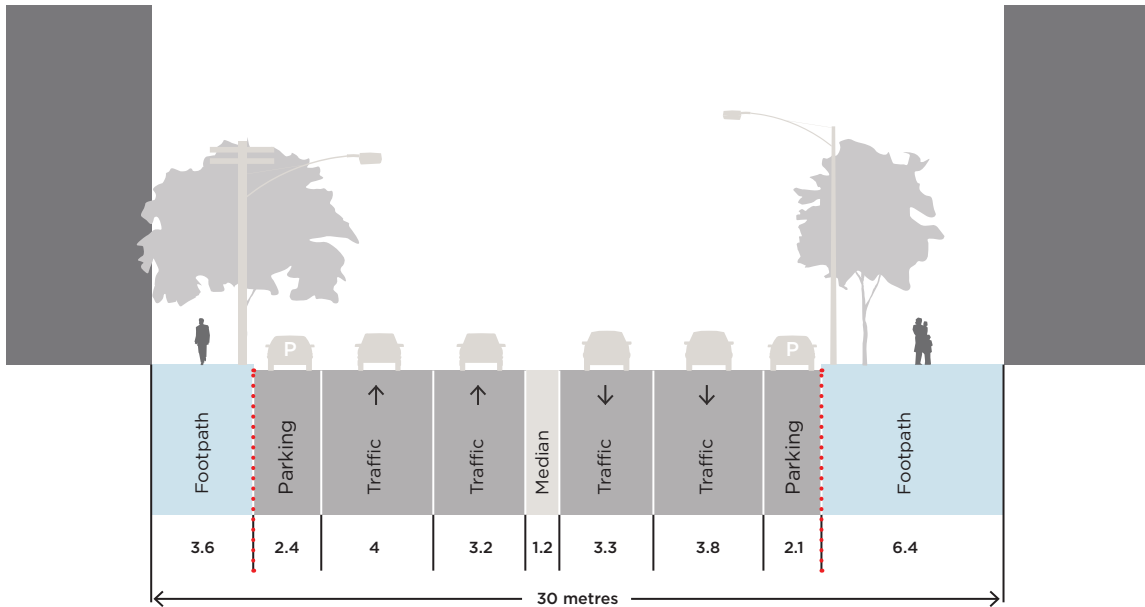 P
P
Footpath
Parking
Traffic
Traffic
Median
Traffic
Traffic
Parking
Footpath
3.6
2.4
4
3.2
1.2
3.3
3.8
2.1
6.4
30 metres